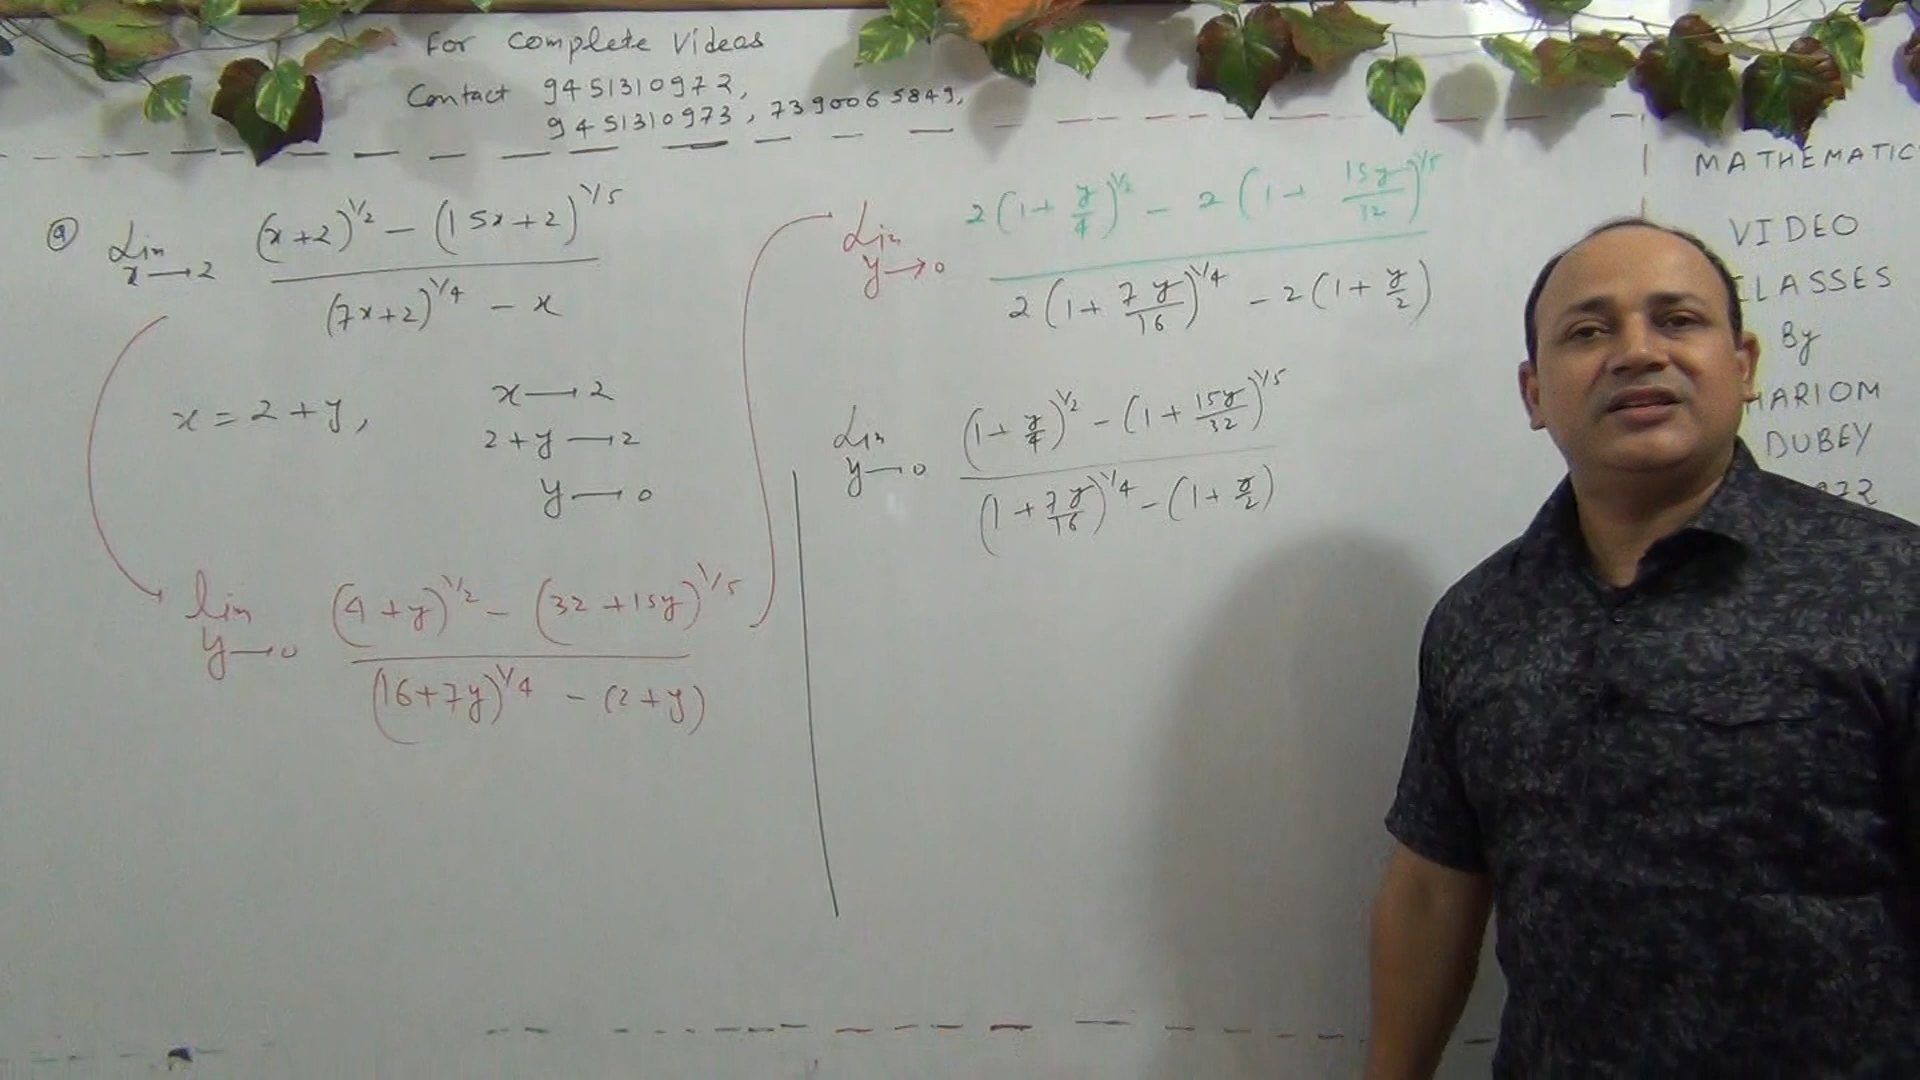 For Complete Videos
Contact 9451310972,
9451310973, 7390065849,
MATHEMATIC
VIDEO
CLASSES
By
HARIOM
DUBEY
972
Q Lim x→2 ((x+2)^1/2 − (15x+2)^1/5) / ((7x+2)^1/4 − x)
x = 2 + y,
x → 2
2 + y → 2
y → 0
lim y→0 ((4+y)^1/2 − (32+15y)^1/5) / ((16+7y)^1/4 − (2+y))
Lim y→0 (2(1+y/4)^1/2 − 2(1+15y/32)^1/5) / (2(1+7y/16)^1/4 − 2(1+y/2))
Lim y→0 ((1+y/4)^1/2 − (1+15y/32)^1/5) / ((1+7y/16)^1/4 − (1+y/2))